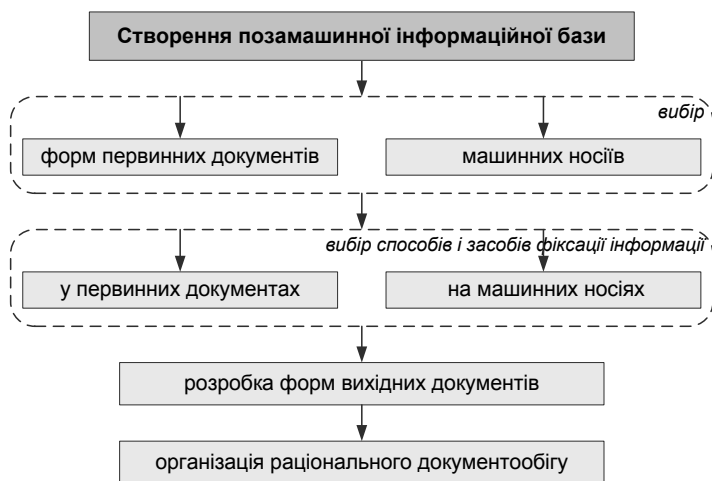 Створення позамашинної інформаційної бази
вибір
форм первинних документів
машинних носіїв
вибір способів і засобів фіксації інформації
у первинних документах
на машинних носіях
розробка форм вихідних документів
організація раціонального документообігу